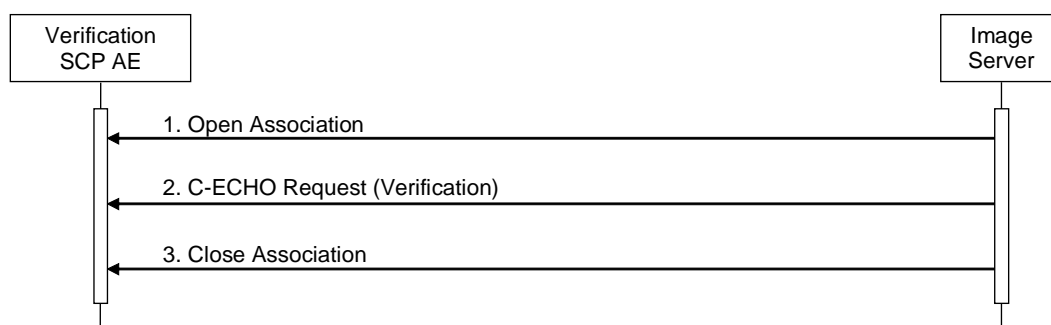 Verification
SCP AE
Image
Server
1. Open Association
2. C-ECHO Request (Verification)
3. Close Association